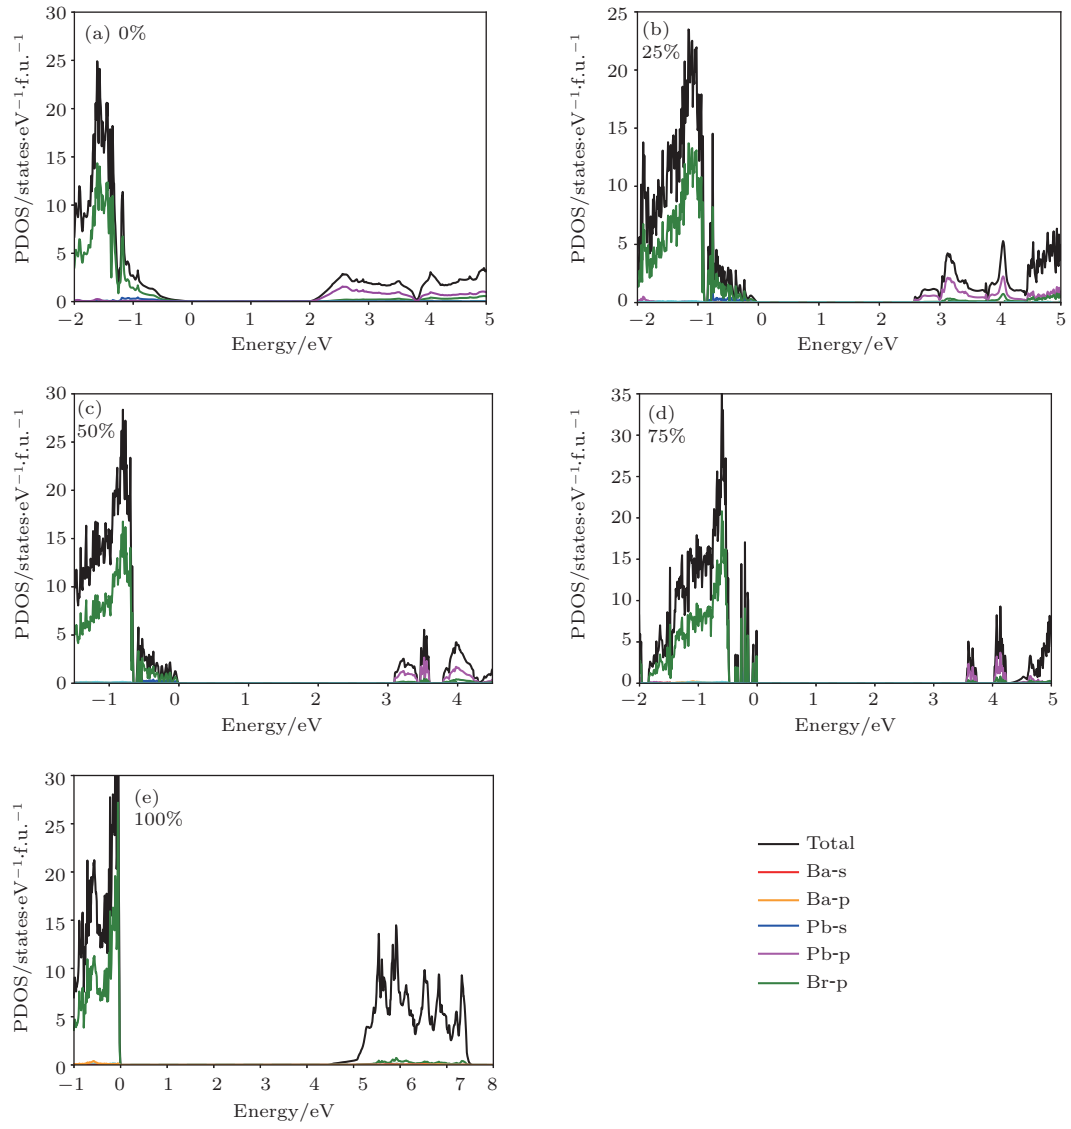 (a) 0%
PDOS/states·eV⁻¹·f.u.⁻¹
30
25
20
15
10
5
0
−2 −1 0 1 2 3 4 5
Energy/eV
(b)
25%
PDOS/states·eV⁻¹·f.u.⁻¹
25
20
15
10
5
0
−2 −1 0 1 2 3 4 5
Energy/eV
(c)
50%
PDOS/states·eV⁻¹·f.u.⁻¹
30
25
20
15
10
5
0
−1 0 1 2 3 4
Energy/eV
(d)
75%
PDOS/states·eV⁻¹·f.u.⁻¹
35
30
25
20
15
10
5
0
−2 −1 0 1 2 3 4 5
Energy/eV
(e)
100%
PDOS/states·eV⁻¹·f.u.⁻¹
30
25
20
15
10
5
0
−1 0 1 2 3 4 5 6 7 8
Energy/eV
Total
Ba-s
Ba-p
Pb-s
Pb-p
Br-p